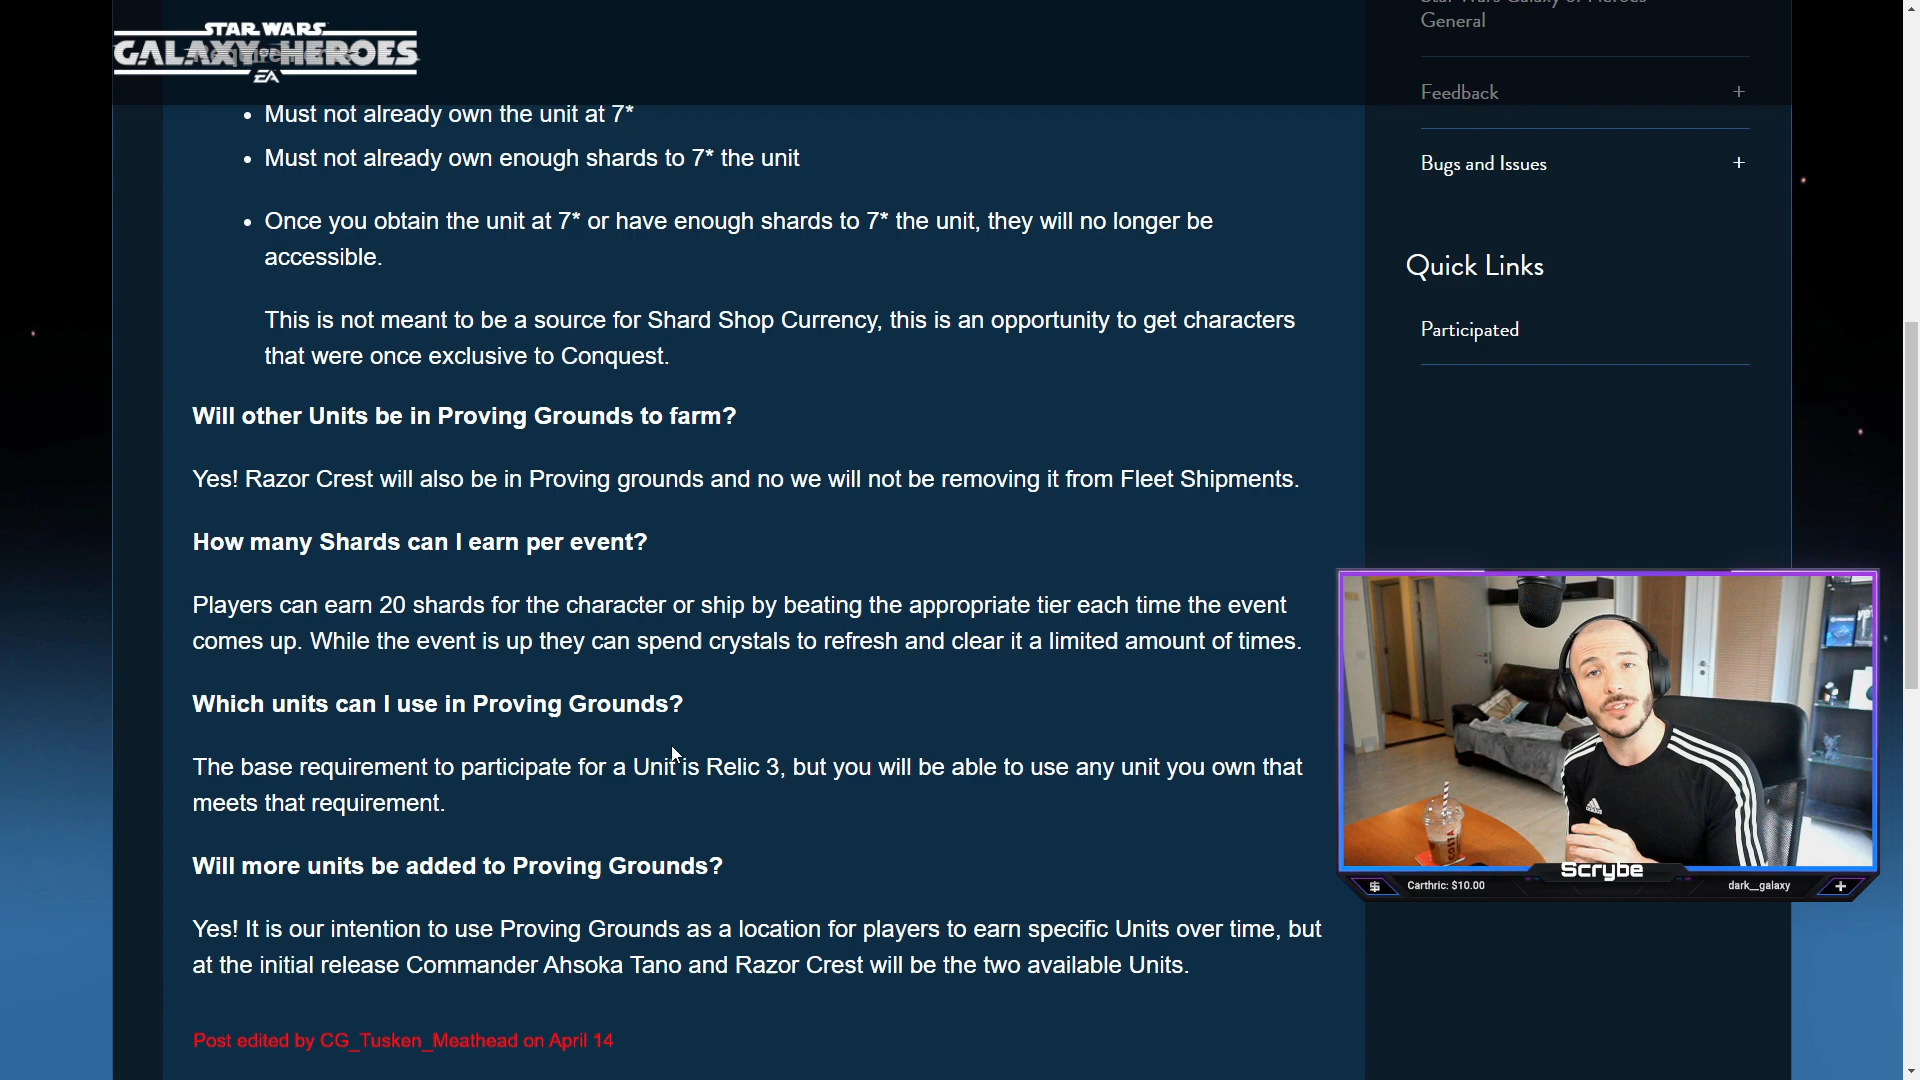 STAR WARS
GALAXY OF HEROES
EA
General
Feedback +
Bugs and Issues +
Quick Links
Participated
• Must not already own the unit at 7*
• Must not already own enough shards to 7* the unit
• Once you obtain the unit at 7* or have enough shards to 7* the unit, they will no longer be
accessible.
This is not meant to be a source for Shard Shop Currency, this is an opportunity to get characters
that were once exclusive to Conquest.
Will other Units be in Proving Grounds to farm?
Yes! Razor Crest will also be in Proving grounds and no we will not be removing it from Fleet Shipments.
How many Shards can I earn per event?
Players can earn 20 shards for the character or ship by beating the appropriate tier each time the event
comes up. While the event is up they can spend crystals to refresh and clear it a limited amount of times.
Which units can I use in Proving Grounds?
The base requirement to participate for a Unit is Relic 3, but you will be able to use any unit you own that
meets that requirement.
Will more units be added to Proving Grounds?
Yes! It is our intention to use Proving Grounds as a location for players to earn specific Units over time, but
at the initial release Commander Ahsoka Tano and Razor Crest will be the two available Units.
Post edited by CG_Tusken_Meathead on April 14
adidas
COSTA
Scrybe
$ Carthric: $10.00
dark__galaxy +